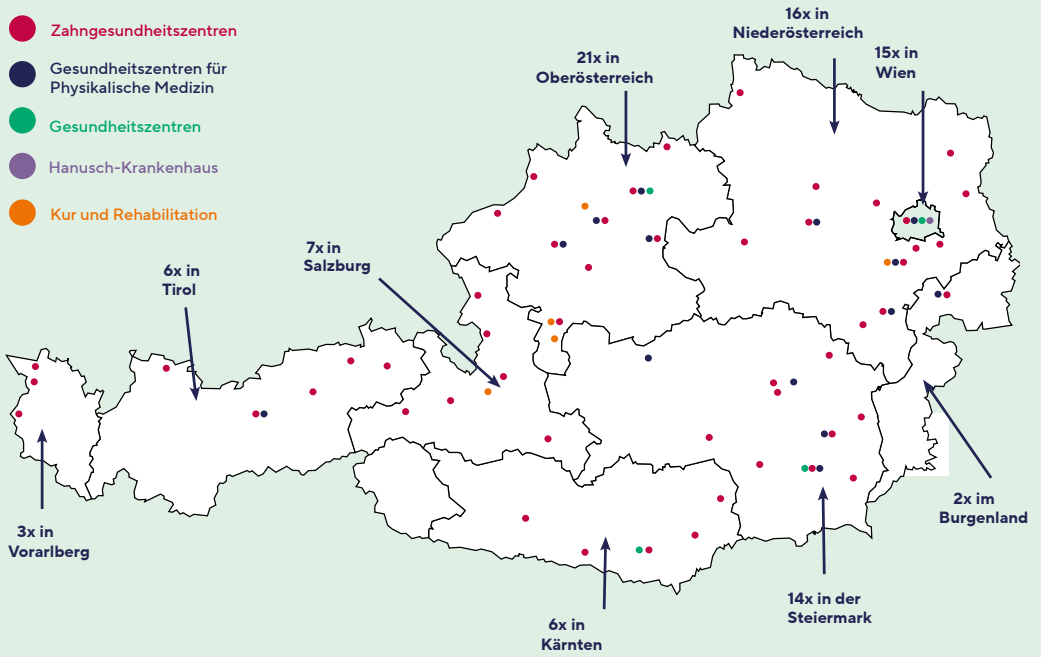 Zahngesundheitszentren
Gesundheitszentren für
Physikalische Medizin
Gesundheitszentren
Hanusch-Krankenhaus
Kur und Rehabilitation
16x in
Niederösterreich
15x in
Wien
21x in
Oberösterreich
7x in
Salzburg
6x in
Tirol
3x in
Vorarlberg
2x im
Burgenland
14x in der
Steiermark
6x in
Kärnten